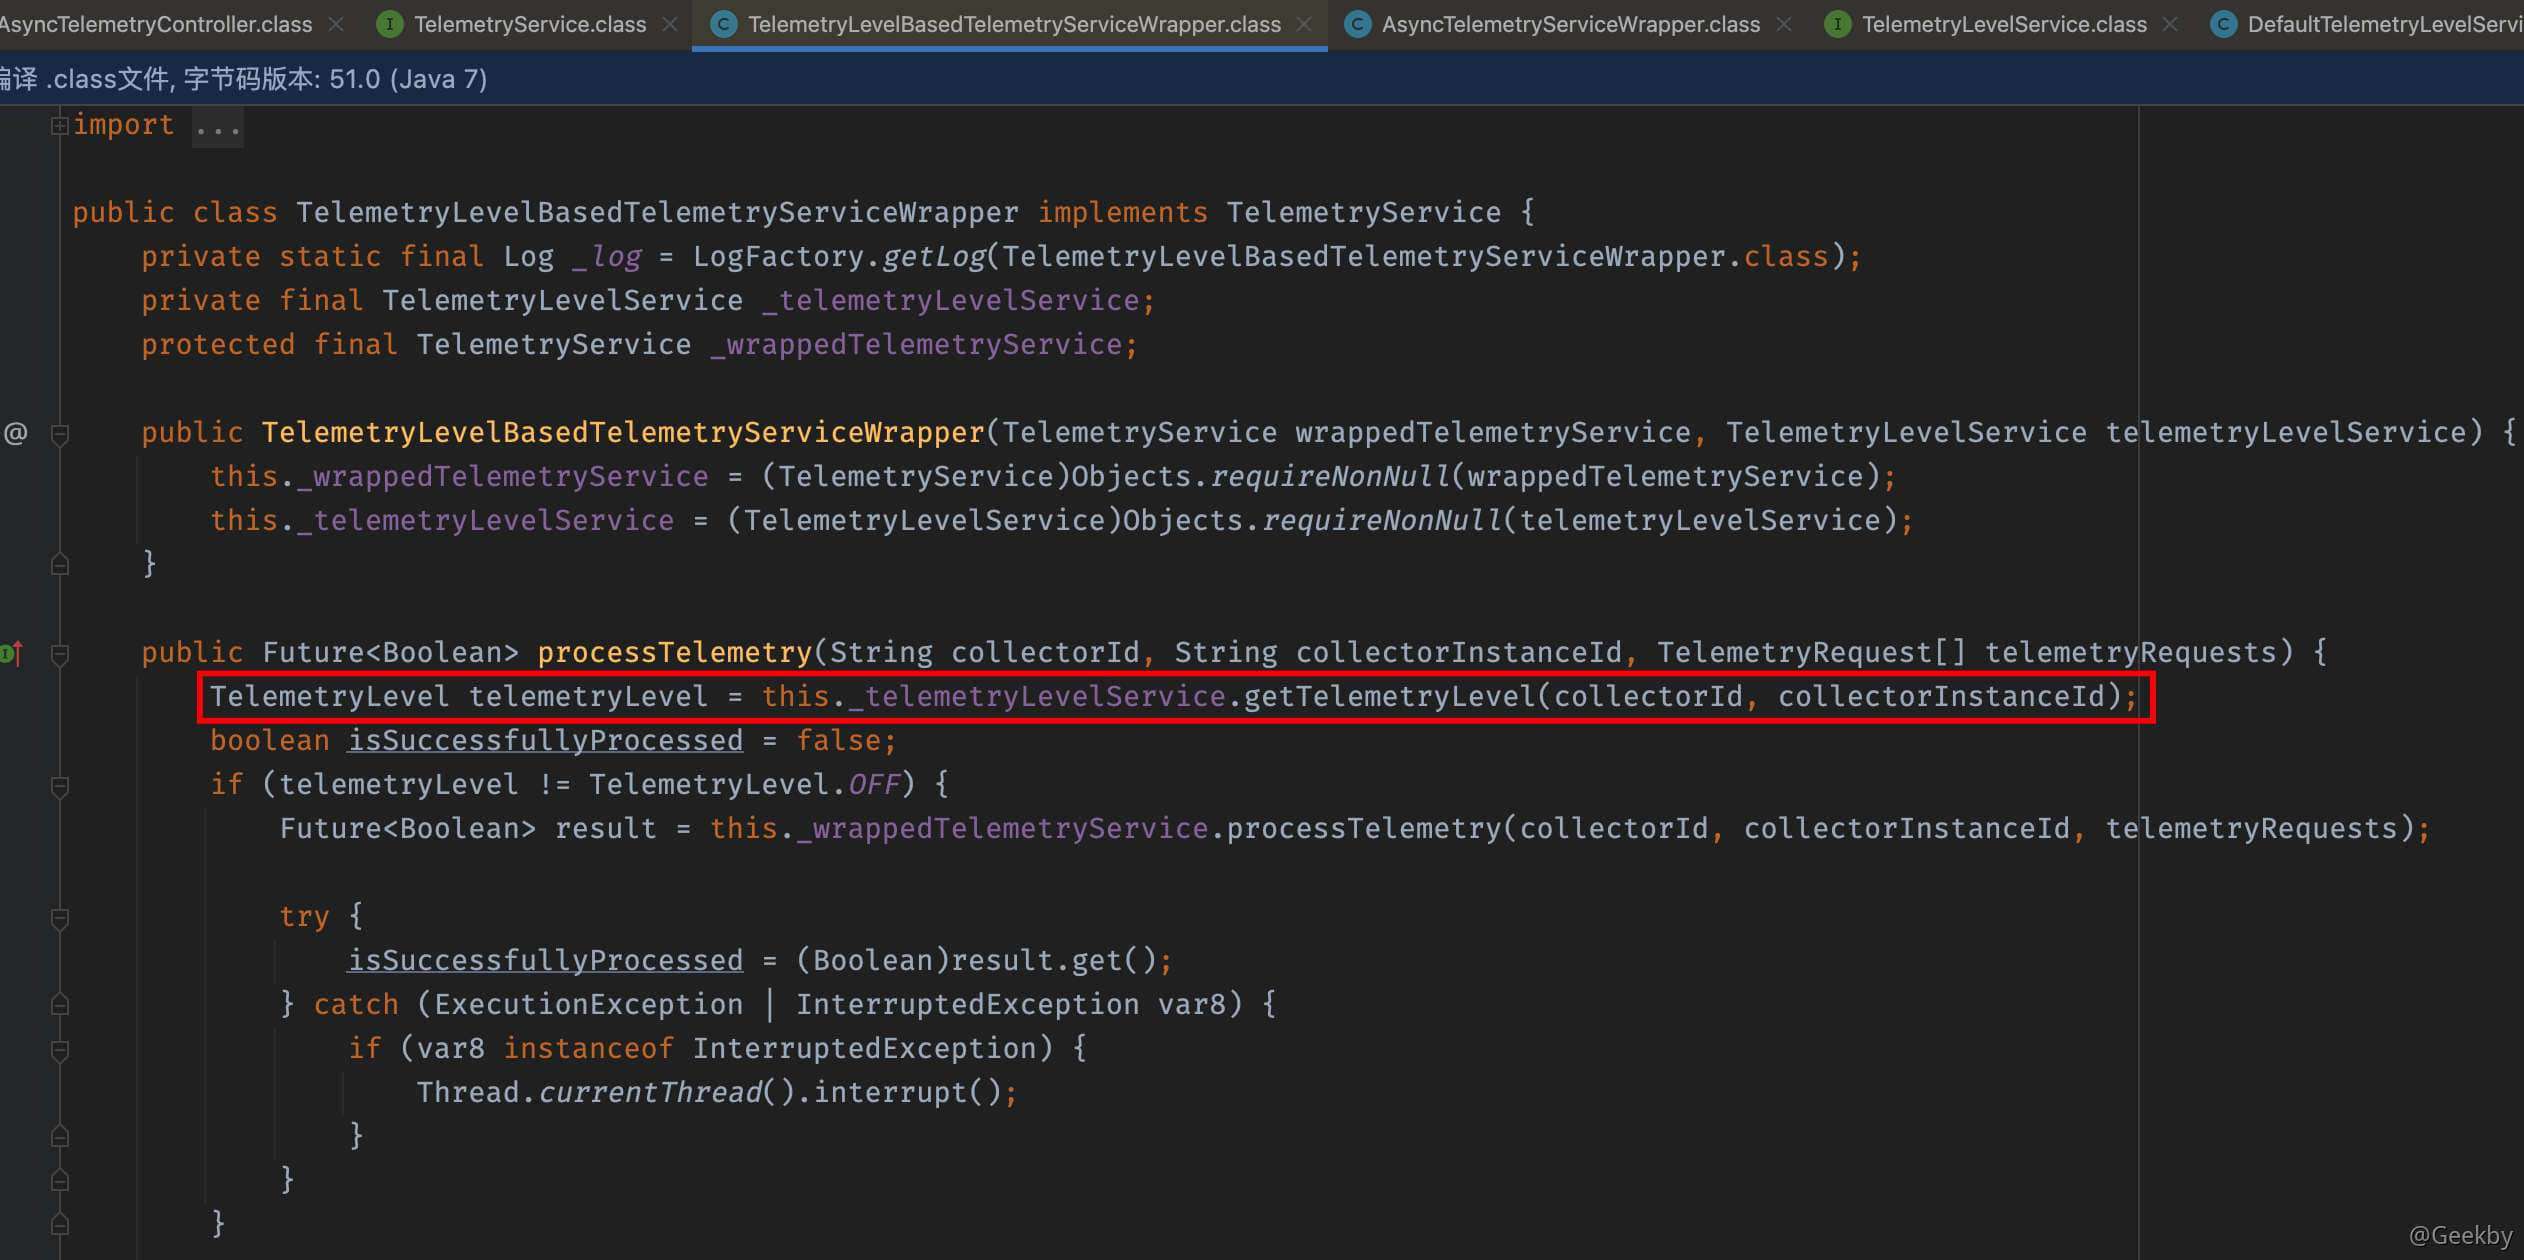 AsyncTelemetryController.class TelemetryService.class TelemetryLevelBasedTelemetryServiceWrapper.class AsyncTelemetryServiceWrapper.class TelemetryLevelService.class DefaultTelemetryLevelServi
编译 .class文件, 字节码版本: 51.0 (Java 7)
import ...
public class TelemetryLevelBasedTelemetryServiceWrapper implements TelemetryService {
private static final Log _log = LogFactory.getLog(TelemetryLevelBasedTelemetryServiceWrapper.class);
private final TelemetryLevelService _telemetryLevelService;
protected final TelemetryService _wrappedTelemetryService;
@ public TelemetryLevelBasedTelemetryServiceWrapper(TelemetryService wrappedTelemetryService, TelemetryLevelService telemetryLevelService) {
this._wrappedTelemetryService = (TelemetryService)Objects.requireNonNull(wrappedTelemetryService);
this._telemetryLevelService = (TelemetryLevelService)Objects.requireNonNull(telemetryLevelService);
}
public Future<Boolean> processTelemetry(String collectorId, String collectorInstanceId, TelemetryRequest[] telemetryRequests) {
TelemetryLevel telemetryLevel = this._telemetryLevelService.getTelemetryLevel(collectorId, collectorInstanceId);
boolean isSuccessfullyProcessed = false;
if (telemetryLevel != TelemetryLevel.OFF) {
Future<Boolean> result = this._wrappedTelemetryService.processTelemetry(collectorId, collectorInstanceId, telemetryRequests);
try {
isSuccessfullyProcessed = (Boolean)result.get();
} catch (ExecutionException | InterruptedException var8) {
if (var8 instanceof InterruptedException) {
Thread.currentThread().interrupt();
}
}
}
@Geekby